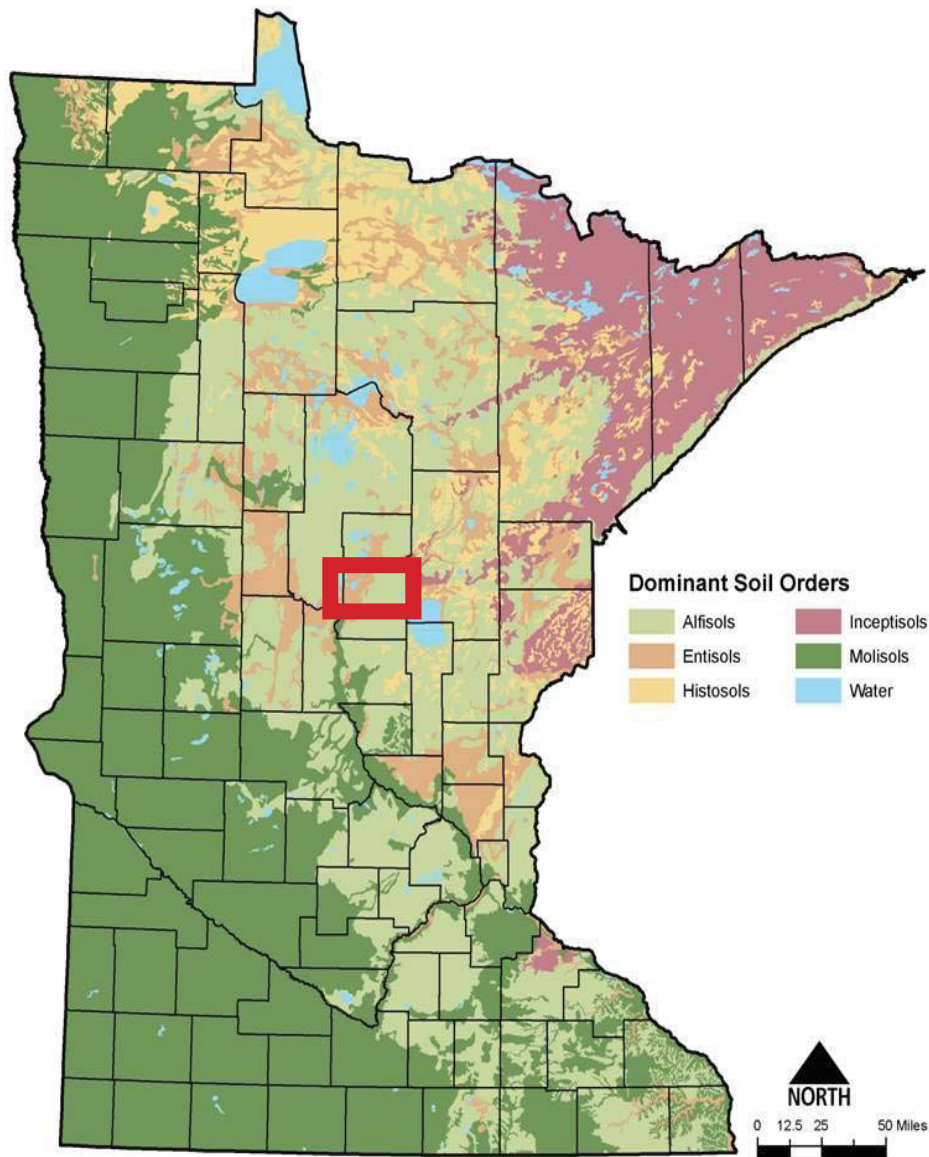 Dominant Soil Orders
Alfisols
Inceptisols
Entisols
Molisols
Histosols
Water
NORTH
0 12.5 25 50 Miles